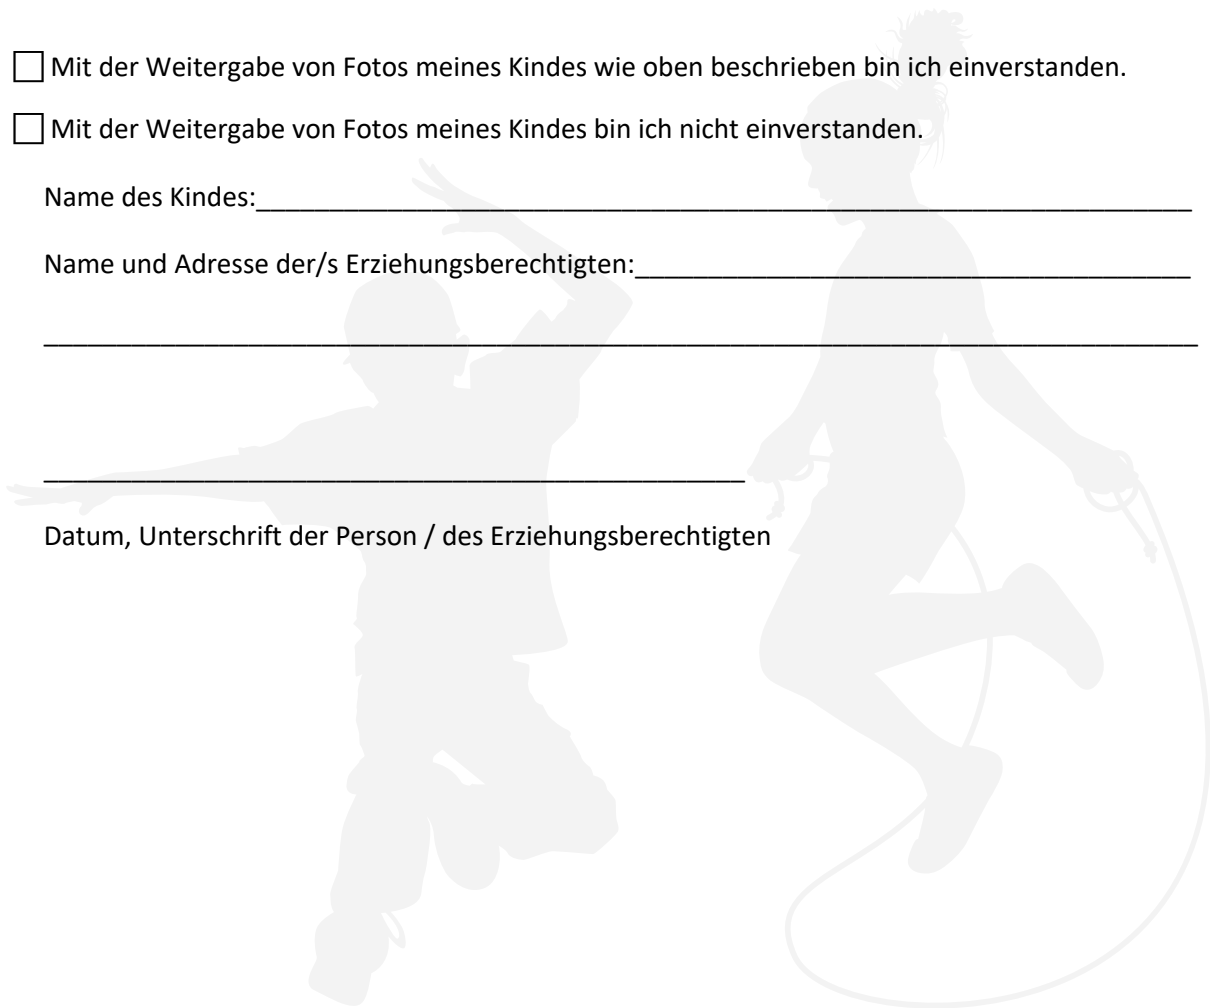 Mit der Weitergabe von Fotos meines Kindes wie oben beschrieben bin ich einverstanden.
Mit der Weitergabe von Fotos meines Kindes bin ich nicht einverstanden.
Name des Kindes:
Name und Adresse der/s Erziehungsberechtigten:
Datum, Unterschrift der Person / des Erziehungsberechtigten